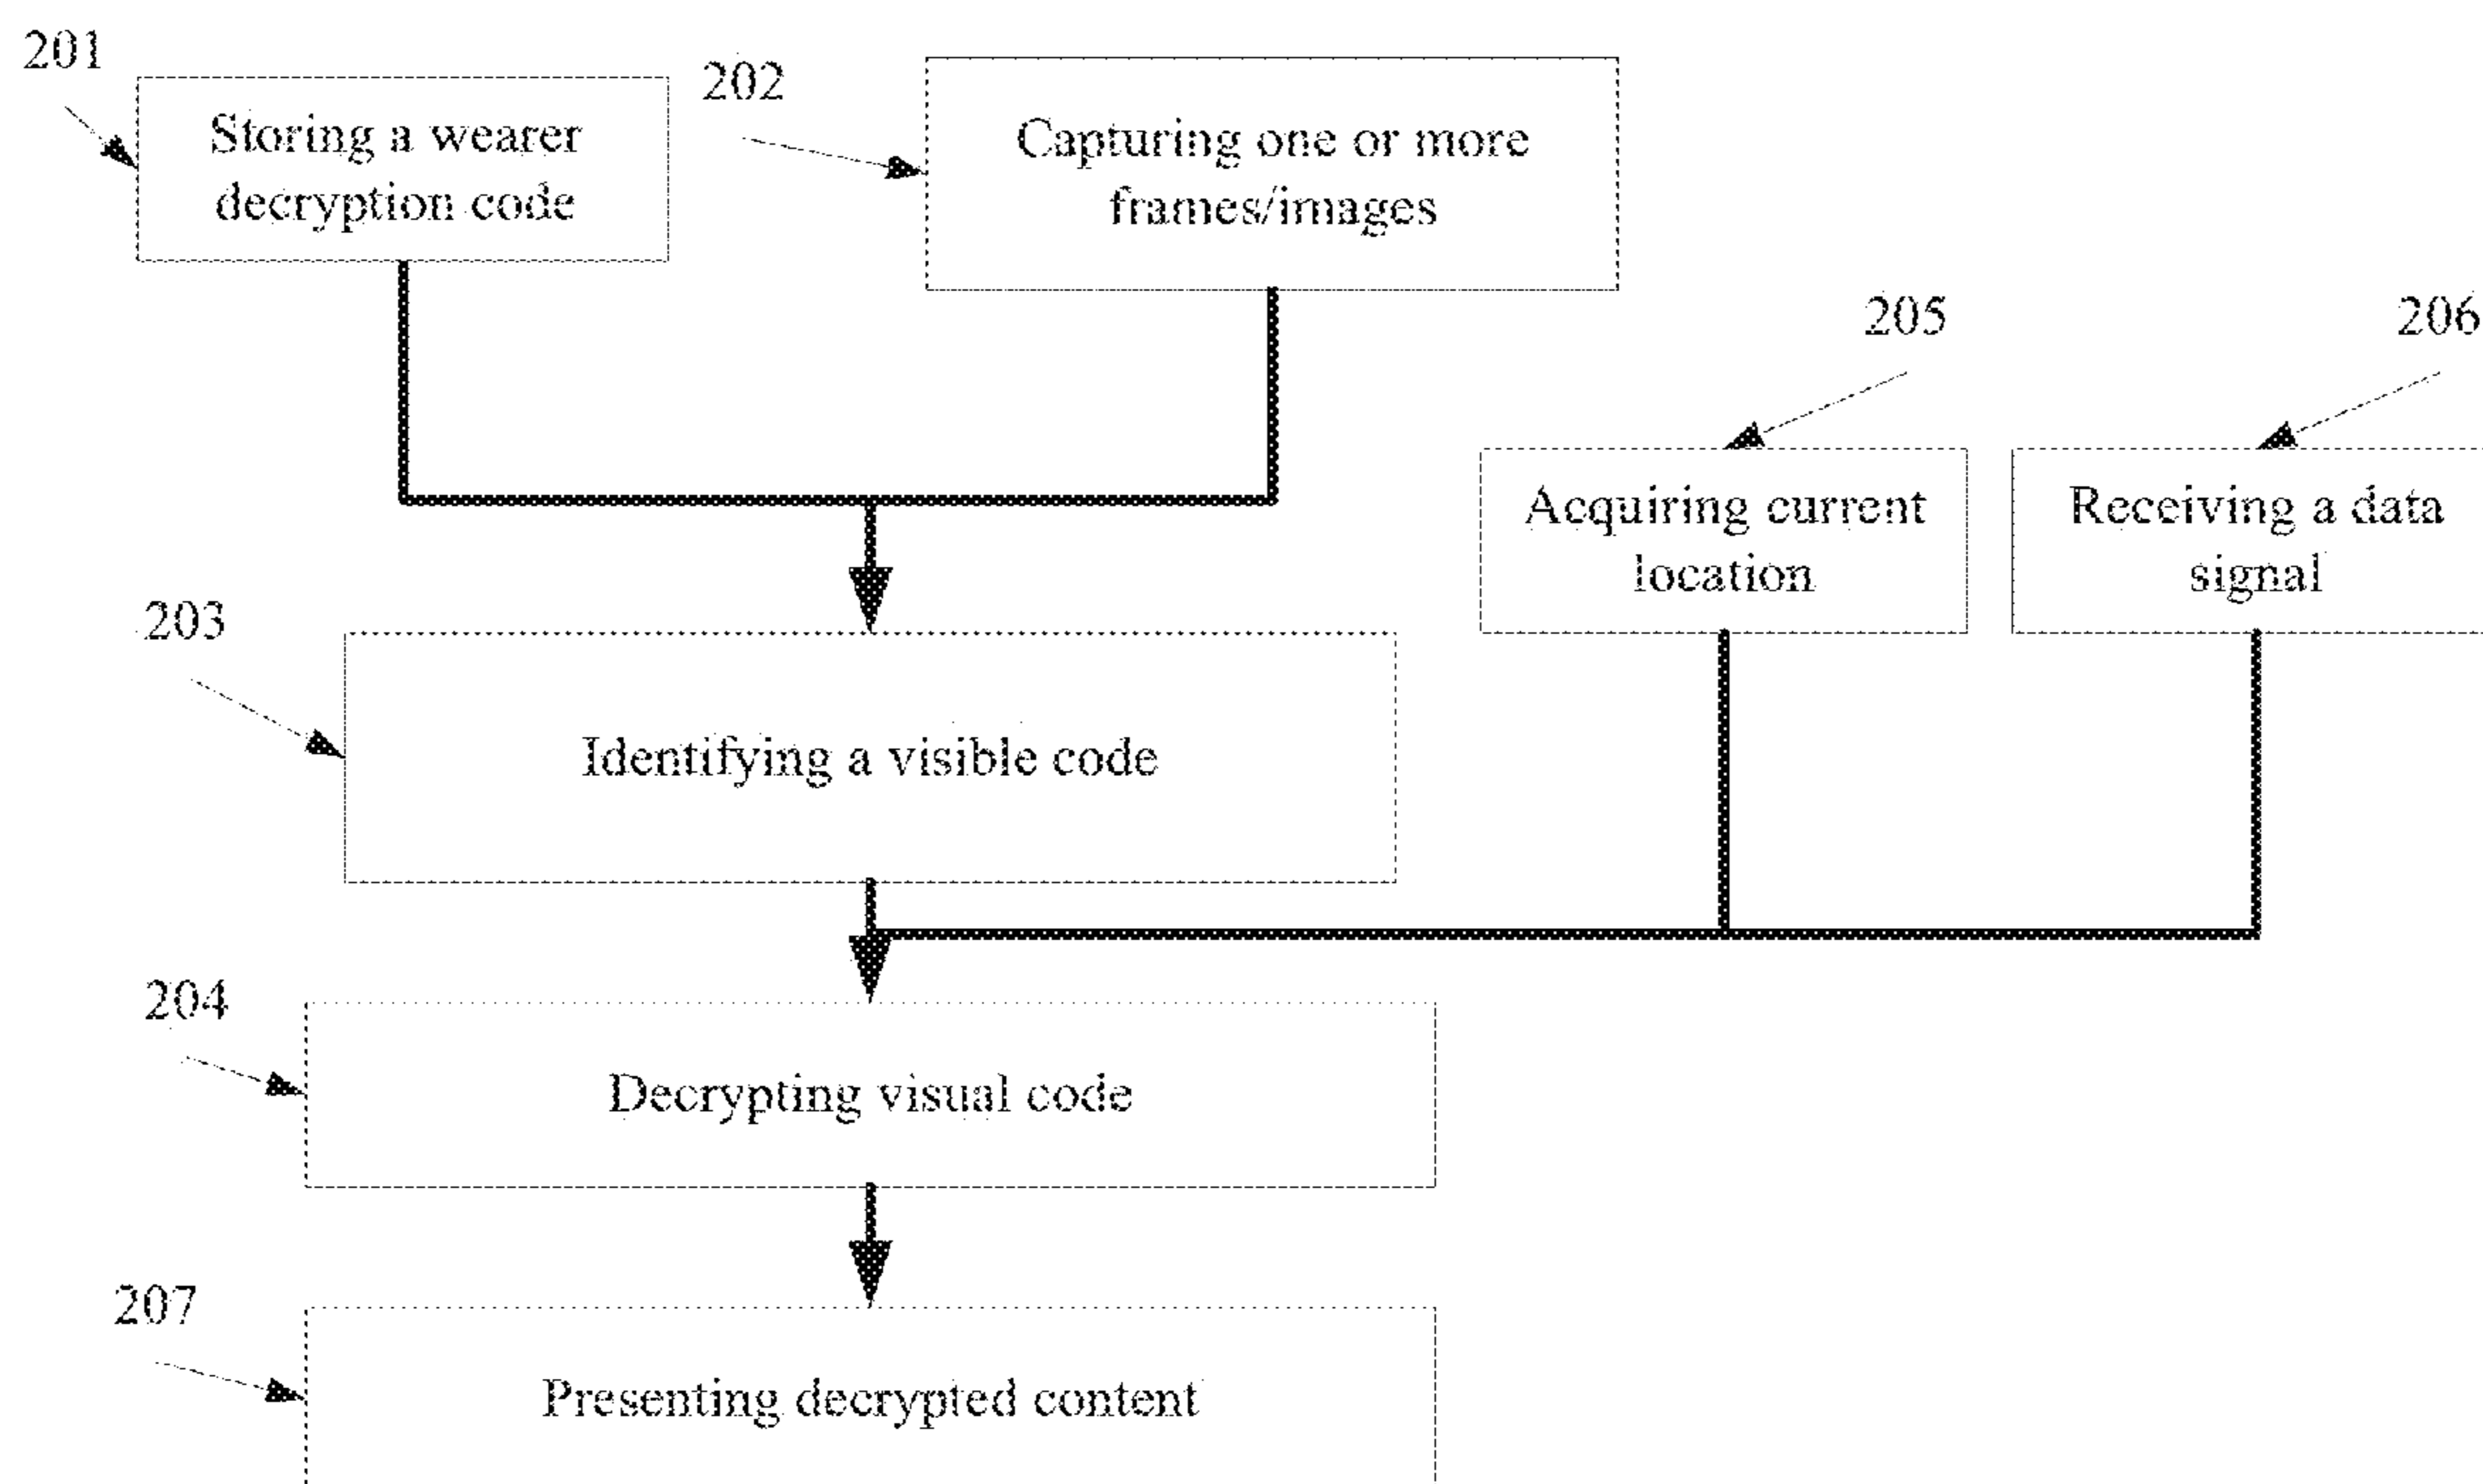 201
Storing a wearer
decryption code
202
Capturing one or more
frames/images
205
206
Acquiring current
location
Receiving a data
signal
203
Identifying a visible code
204
Decrypting visual code
207
Presenting decrypted content